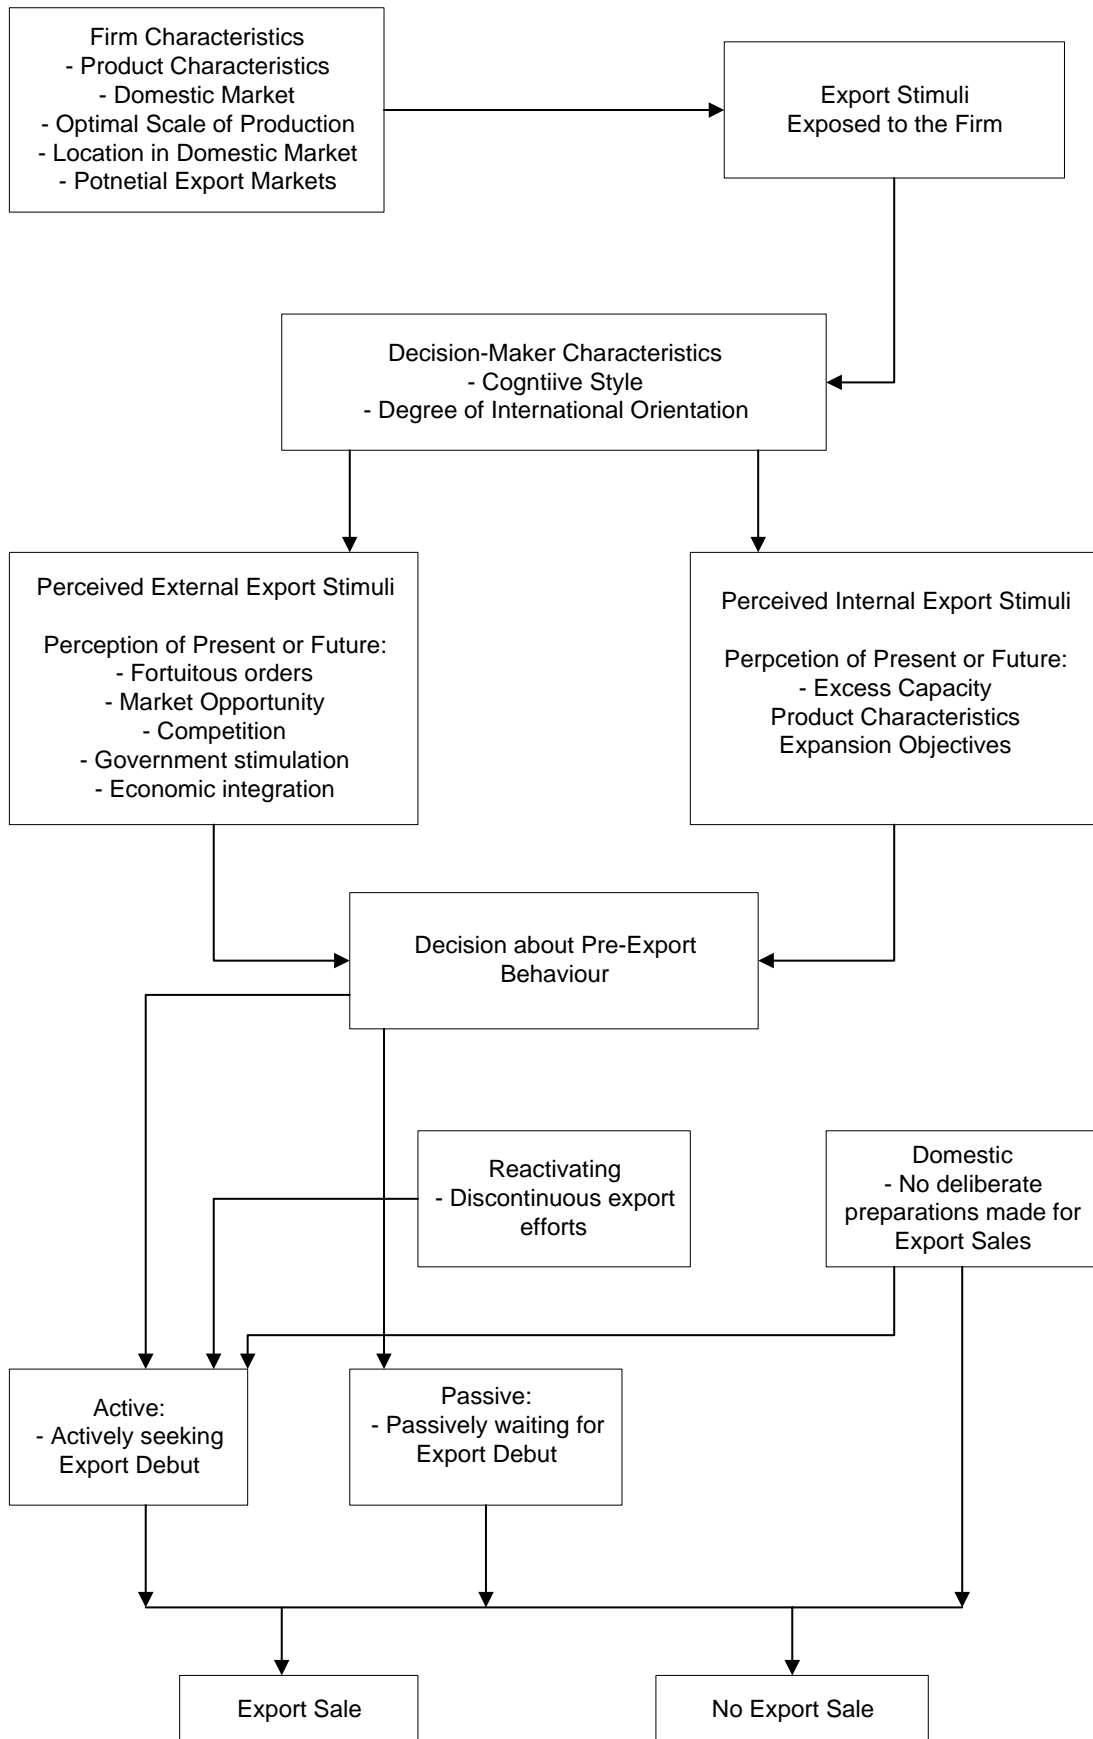 Firm Characteristics
- Product Characteristics
- Domestic Market
- Optimal Scale of Production
- Location in Domestic Market
- Potnetial Export Markets
Export Stimuli
Exposed to the Firm
Decision-Maker Characteristics
- Cogntiive Style
- Degree of International Orientation
Perceived External Export Stimuli
Perception of Present or Future:
- Fortuitous orders
- Market Opportunity
- Competition
- Government stimulation
- Economic integration
Perceived Internal Export Stimuli
Perpcetion of Present or Future:
- Excess Capacity
Product Characteristics
Expansion Objectives
Decision about Pre-Export
Behaviour
Reactivating
- Discontinuous export
efforts
Domestic
- No deliberate
preparations made for
Export Sales
Active:
- Actively seeking
Export Debut
Passive:
- Passively waiting for
Export Debut
Export Sale
No Export Sale